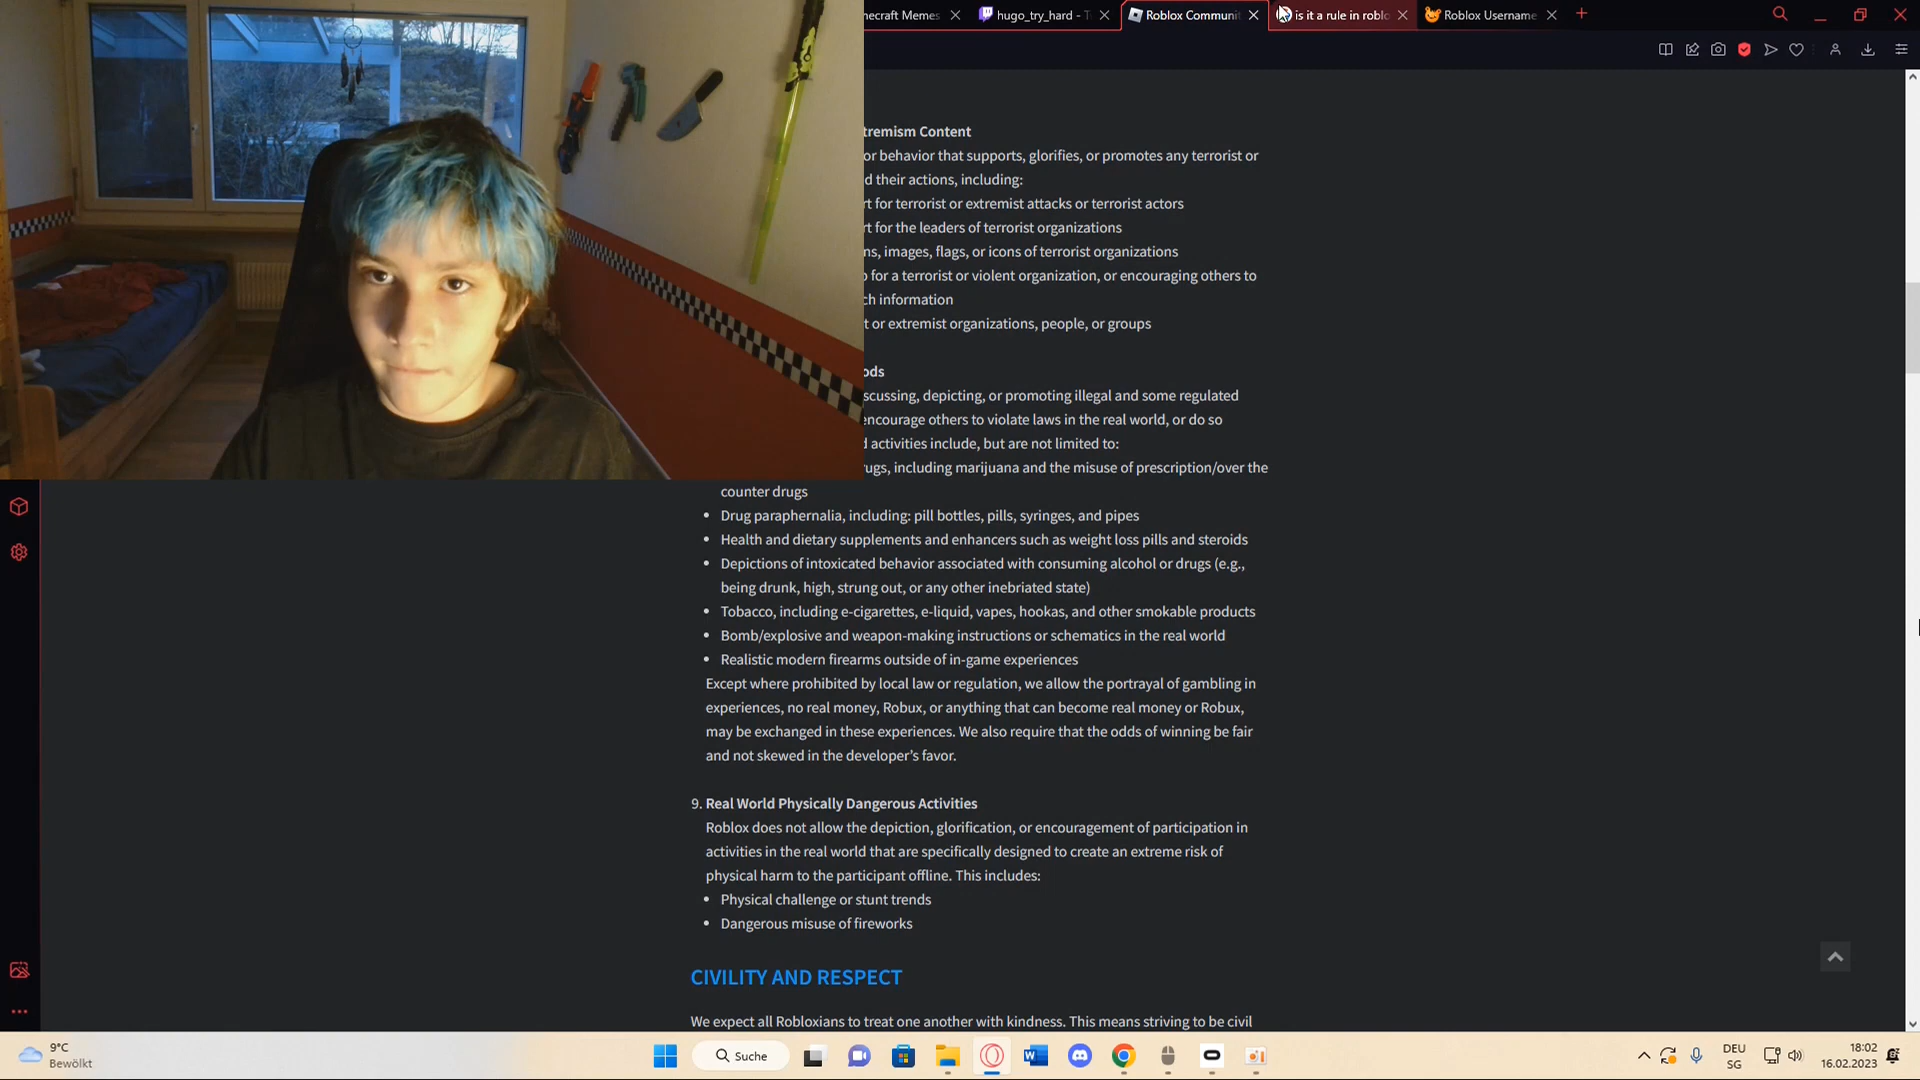 necraft Memes
hugo_try_hard - T
Roblox Communi
is it a rule in roblo
Roblox Username
tremism Content
or behavior that supports, glorifies, or promotes any terrorist or
d their actions, including:
rt for terrorist or extremist attacks or terrorist actors
rt for the leaders of terrorist organizations
ns, images, flags, or icons of terrorist organizations
o for a terrorist or violent organization, or encouraging others to
ch information
t or extremist organizations, people, or groups
ods
scussing, depicting, or promoting illegal and some regulated
encourage others to violate laws in the real world, or do so
d activities include, but are not limited to:
rugs, including marijuana and the misuse of prescription/over the
counter drugs
• Drug paraphernalia, including: pill bottles, pills, syringes, and pipes
• Health and dietary supplements and enhancers such as weight loss pills and steroids
• Depictions of intoxicated behavior associated with consuming alcohol or drugs (e.g.,
being drunk, high, strung out, or any other inebriated state)
• Tobacco, including e-cigarettes, e-liquid, vapes, hookas, and other smokable products
• Bomb/explosive and weapon-making instructions or schematics in the real world
• Realistic modern firearms outside of in-game experiences
Except where prohibited by local law or regulation, we allow the portrayal of gambling in
experiences, no real money, Robux, or anything that can become real money or Robux,
may be exchanged in these experiences. We also require that the odds of winning be fair
and not skewed in the developer’s favor.
9. Real World Physically Dangerous Activities
Roblox does not allow the depiction, glorification, or encouragement of participation in
activities in the real world that are specifically designed to create an extreme risk of
physical harm to the participant offline. This includes:
• Physical challenge or stunt trends
• Dangerous misuse of fireworks
CIVILITY AND RESPECT
We expect all Robloxians to treat one another with kindness. This means striving to be civil
9°C
Bewölkt
Suche
DEU
SG
18:02
16.02.2023